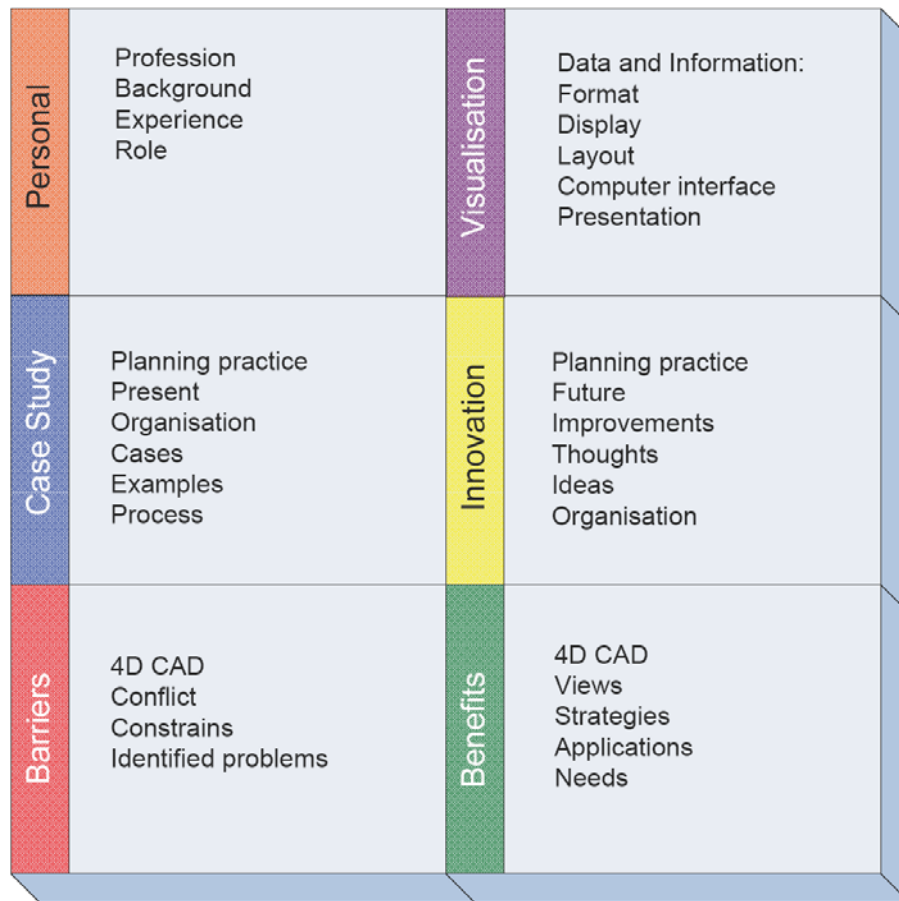 Personal
Profession
Background
Experience
Role
Visualisation
Data and Information:
Format
Display
Layout
Computer interface
Presentation
Case Study
Planning practice
Present
Organisation
Cases
Examples
Process
Innovation
Planning practice
Future
Improvements
Thoughts
Ideas
Organisation
Barriers
4D CAD
Conflict
Constrains
Identified problems
Benefits
4D CAD
Views
Strategies
Applications
Needs